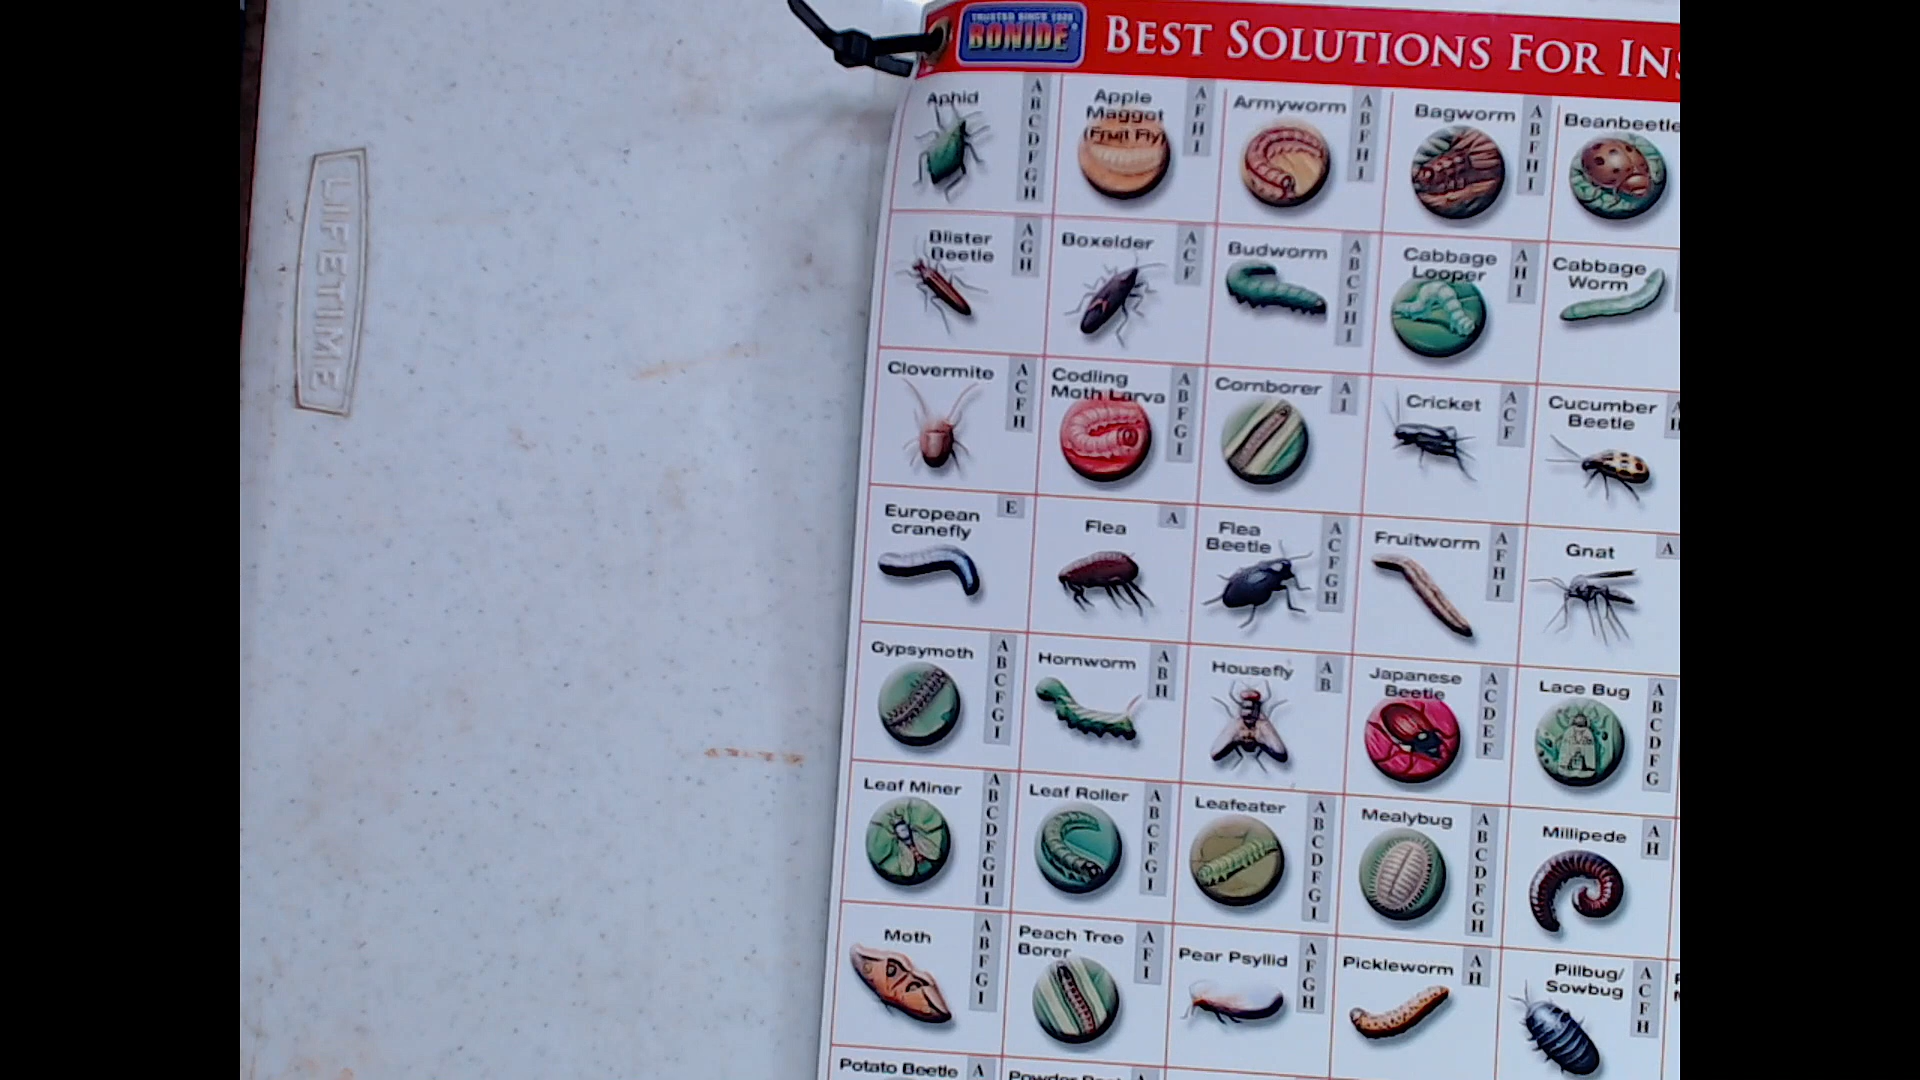 LIFETIME
TRUSTED SINCE 1926
BONIDE®
BEST SOLUTIONS FOR INS
Aphid
A
B
C
D
F
G
H
Apple
Maggot
(Fruit Fly)
A
F
H
I
Armyworm
A
B
F
H
I
Bagworm
A
B
F
H
I
Beanbeetle
Blister
Beetle
A
G
H
Boxelder
A
C
F
Budworm
A
B
C
F
H
I
Cabbage
Looper
A
H
I
Cabbage
Worm
Clovermite
A
C
F
H
Codling
Moth Larva
A
B
F
G
I
Cornborer
A
I
Cricket
A
C
F
Cucumber
Beetle
A
H
European
cranefly
E
Flea
A
Flea
Beetle
A
C
F
G
H
Fruitworm
A
F
H
I
Gnat
A
Gypsymoth
A
B
C
F
G
I
Hornworm
A
B
H
Housefly
A
B
Japanese
Beetle
A
C
D
E
F
Lace Bug
A
B
C
D
F
G
Leaf Miner
A
B
C
D
F
G
H
I
Leaf Roller
A
B
C
F
G
I
Leafeater
A
B
C
D
F
G
I
Mealybug
A
B
C
D
F
G
H
Millipede
A
H
Moth
A
B
F
G
I
Peach Tree
Borer
A
F
I
Pear Psyllid
A
F
G
H
Pickleworm
A
H
Pillbug/
Sowbug
A
C
F
H
Potato Beetle
A